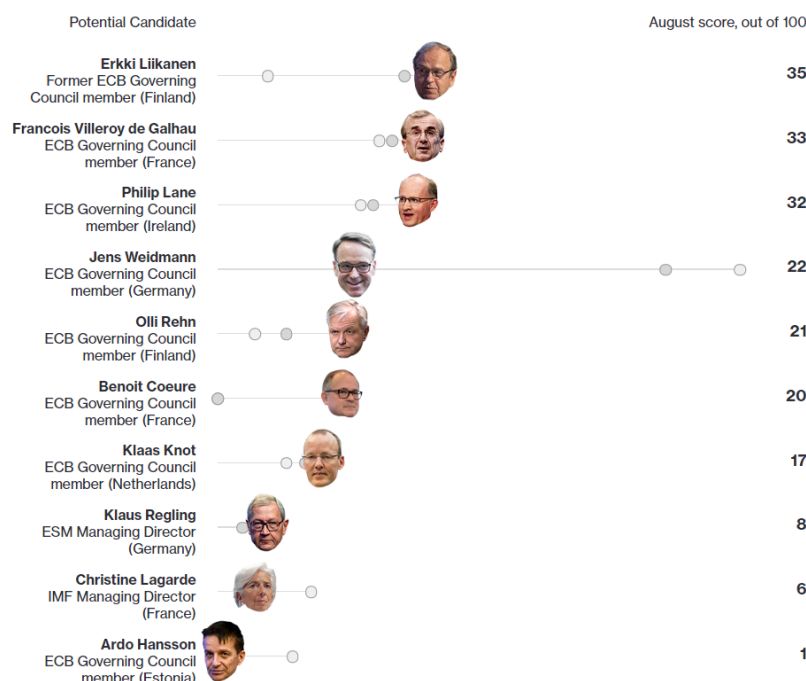 Potential Candidate
August score, out of 100
Erkki Liikanen
Former ECB Governing
Council member (Finland)
35
Francois Villeroy de Galhau
ECB Governing Council
member (France)
33
Philip Lane
ECB Governing Council
member (Ireland)
32
Jens Weidmann
ECB Governing Council
member (Germany)
22
Olli Rehn
ECB Governing Council
member (Finland)
21
Benoit Coeure
ECB Governing Council
member (France)
20
Klaas Knot
ECB Governing Council
member (Netherlands)
17
Klaus Regling
ESM Managing Director
(Germany)
8
Christine Lagarde
IMF Managing Director
(France)
6
Ardo Hansson
ECB Governing Council
member (Estonia)
1